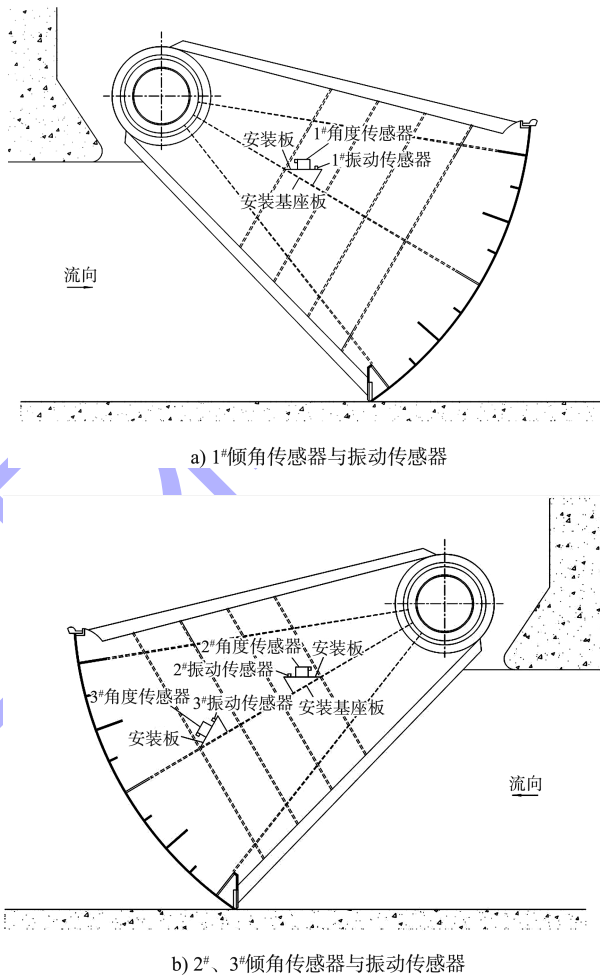 1#角度传感器
安装板
1#振动传感器
安装基座板
流向
a) 1#倾角传感器与振动传感器
2#角度传感器
安装板
2#振动传感器
3#角度传感器
3#振动传感器
安装基座板
安装板
流向
b) 2#、3#倾角传感器与振动传感器